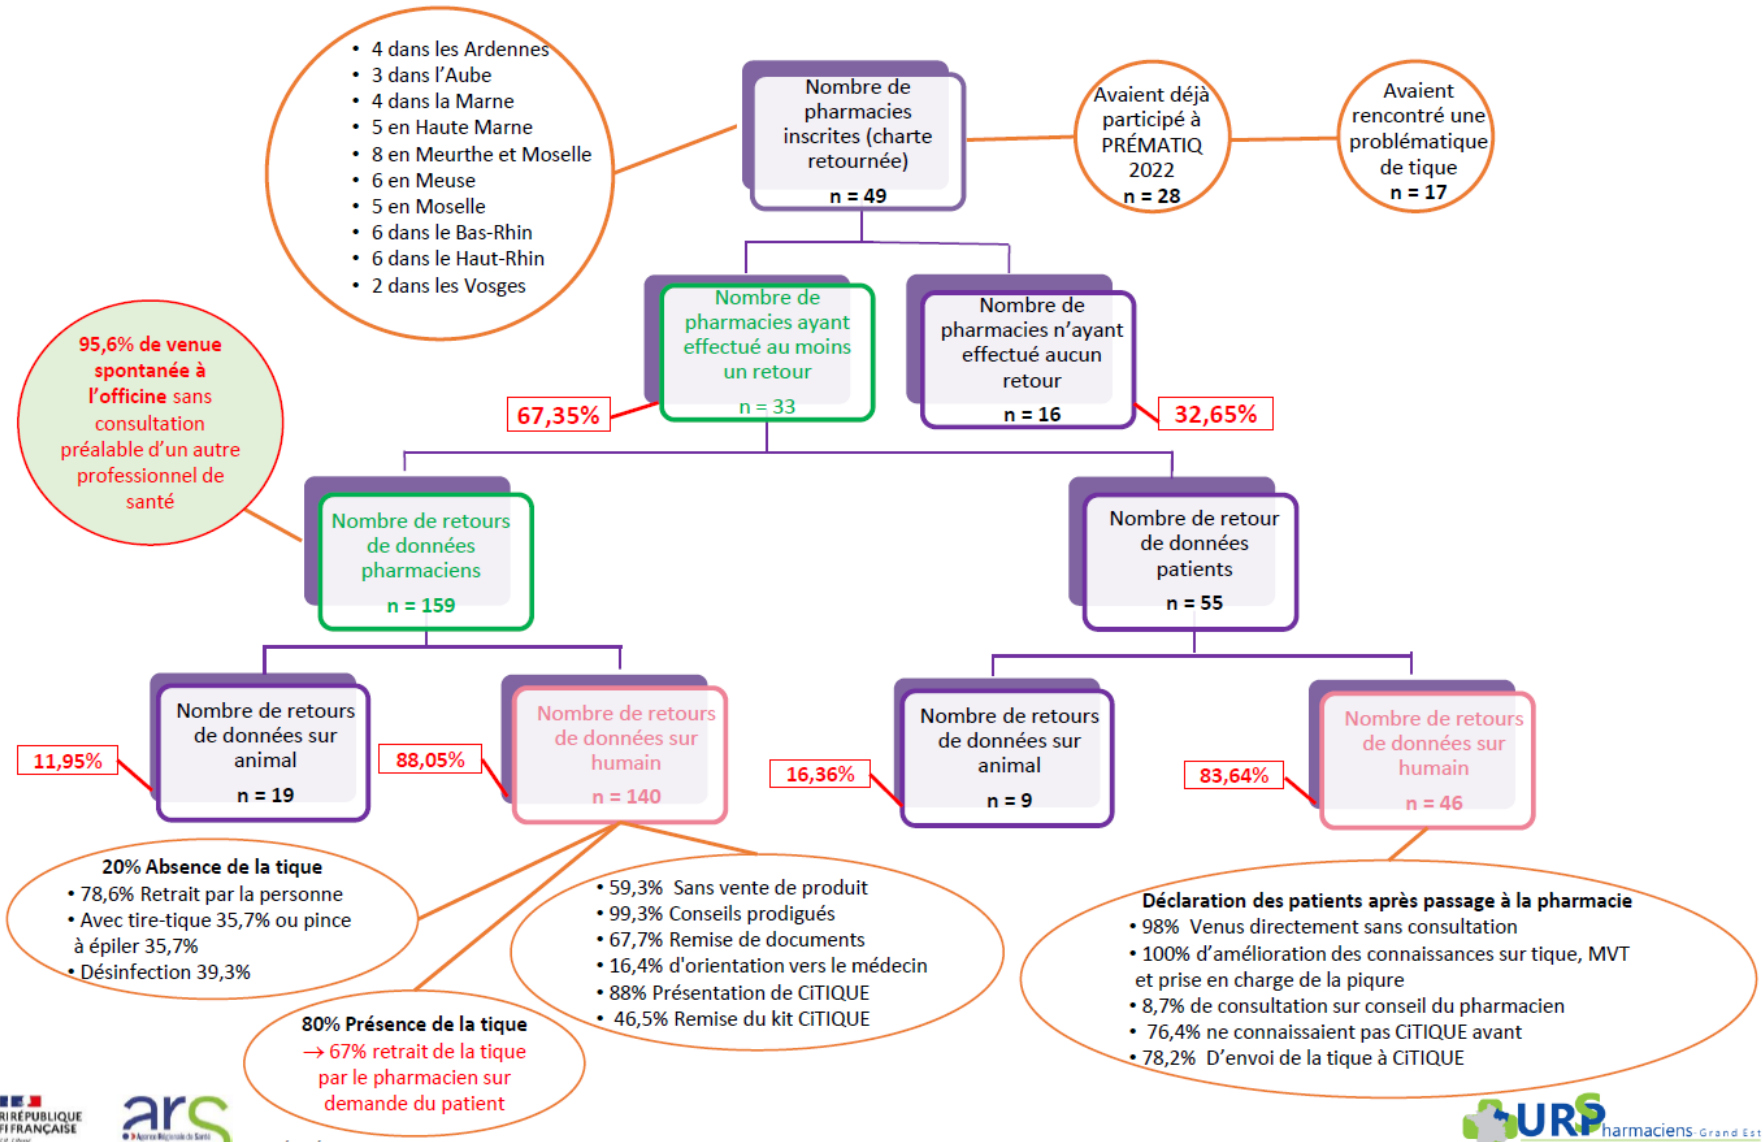 • 4 dans les Ardennes
• 3 dans l'Aube
• 4 dans la Marne
• 5 en Haute Marne
• 8 en Meurthe et Moselle
• 6 en Meuse
• 5 en Moselle
• 6 dans le Bas-Rhin
• 6 dans le Haut-Rhin
• 2 dans les Vosges
Nombre de
pharmacies
inscrites (charte
retournée)
n = 49
Avaient déjà
participé à
PRÉMATIQ
2022
n = 28
Avaient
rencontré une
problématique
de tique
n = 17
Nombre de
pharmacies ayant
effectué au moins
un retour
n = 33
67,35%
Nombre de
pharmacies n'ayant
effectué aucun
retour
n = 16
32,65%
95,6% de venue
spontanée à
l'officine sans
consultation
préalable d'un autre
professionnel de
santé
Nombre de retours
de données
pharmaciens
n = 159
Nombre de retour
de données
patients
n = 55
Nombre de retours
de données sur
animal
n = 19
11,95%
Nombre de retours
de données sur
humain
n = 140
88,05%
Nombre de retours
de données sur
animal
n = 9
16,36%
Nombre de retours
de données sur
humain
n = 46
83,64%
20% Absence de la tique
• 78,6% Retrait par la personne
• Avec tire-tique 35,7% ou pince
à épiler 35,7%
• Désinfection 39,3%
80% Présence de la tique
→ 67% retrait de la tique
par le pharmacien sur
demande du patient
• 59,3% Sans vente de produit
• 99,3% Conseils prodigués
• 67,7% Remise de documents
• 16,4% d'orientation vers le médecin
• 88% Présentation de CiTIQUE
• 46,5% Remise du kit CiTIQUE
Déclaration des patients après passage à la pharmacie
• 98% Venus directement sans consultation
• 100% d'amélioration des connaissances sur tique, MVT
et prise en charge de la piqure
• 8,7% de consultation sur conseil du pharmacien
• 76,4% ne connaissaient pas CiTIQUE avant
• 78,2% D'envoi de la tique à CiTIQUE
RÉPUBLIQUE
FRANÇAISE
ars
Agence Régionale de Santé
URPS
Pharmaciens-Grand Est